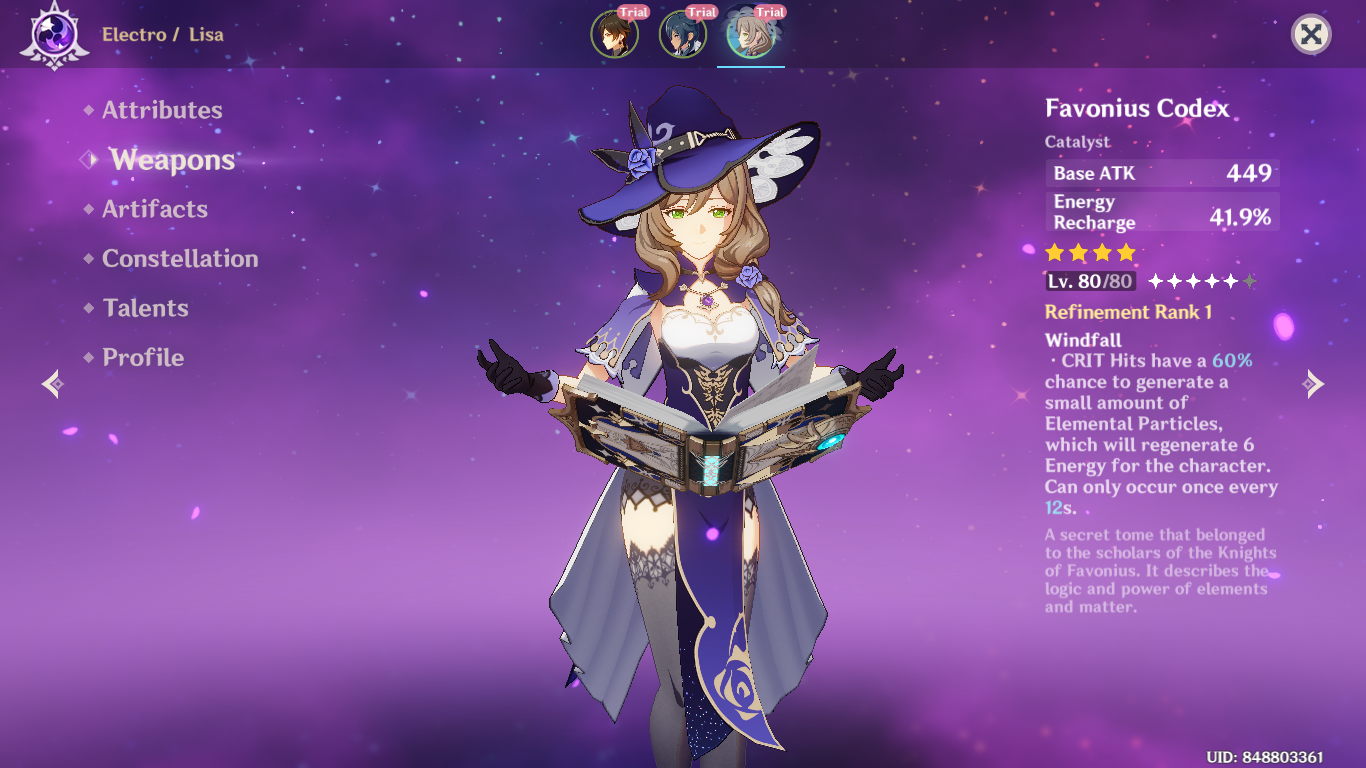 Electro / Lisa
Trial
Trial
Trial
Attributes
Weapons
Artifacts
Constellation
Talents
Profile
Favonius Codex
Catalyst
Base ATK 449
Energy
Recharge 41.9%
Lv. 80/80
Refinement Rank 1
Windfall
· CRIT Hits have a 60%
chance to generate a
small amount of
Elemental Particles,
which will regenerate 6
Energy for the character.
Can only occur once every
12s.
A secret tome that belonged
to the scholars of the Knights
of Favonius. It describes the
logic and power of elements
and matter.
UID: 848803361